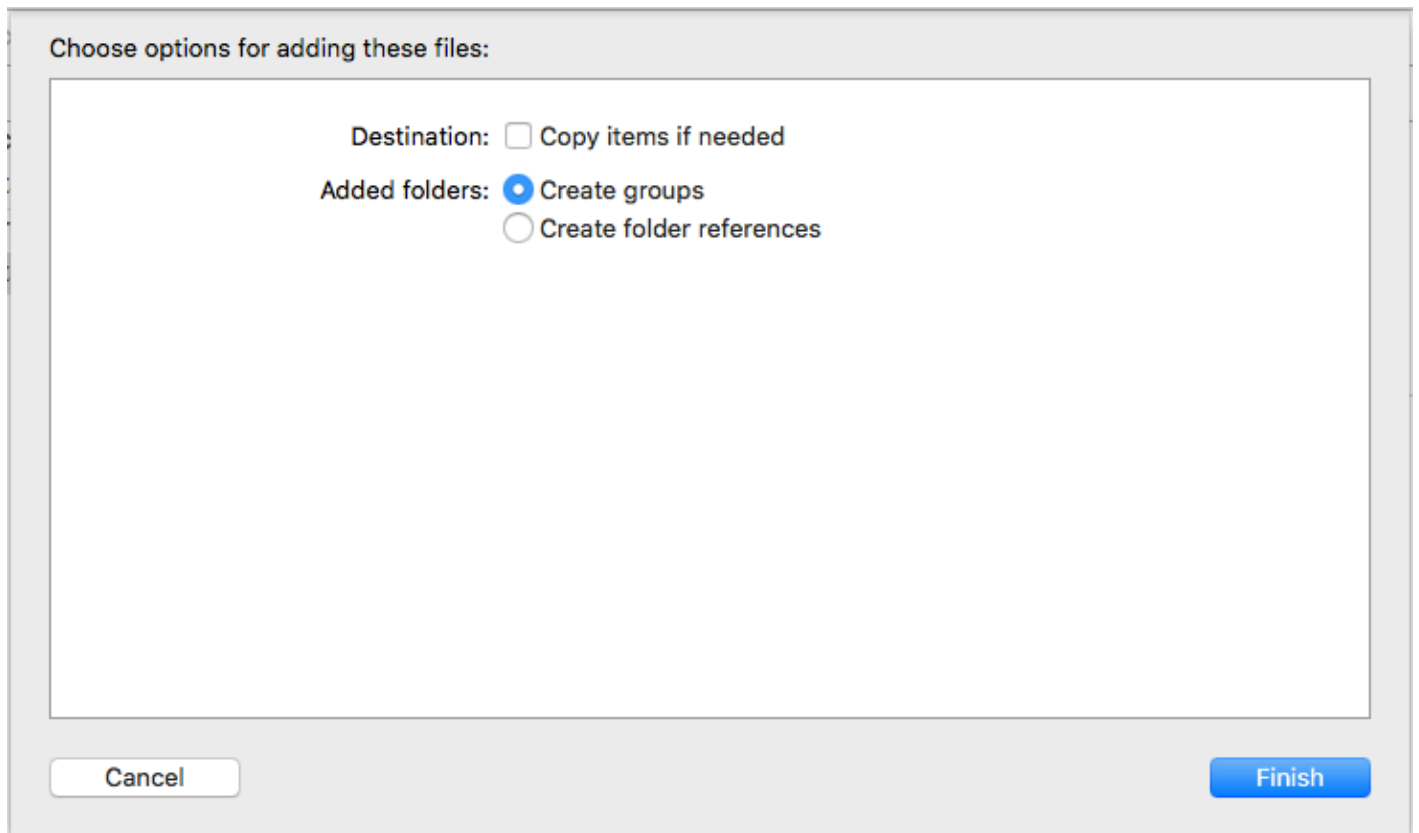 Choose options for adding these files:
Destination: Copy items if needed
Added folders: Create groups
Create folder references
Cancel Finish